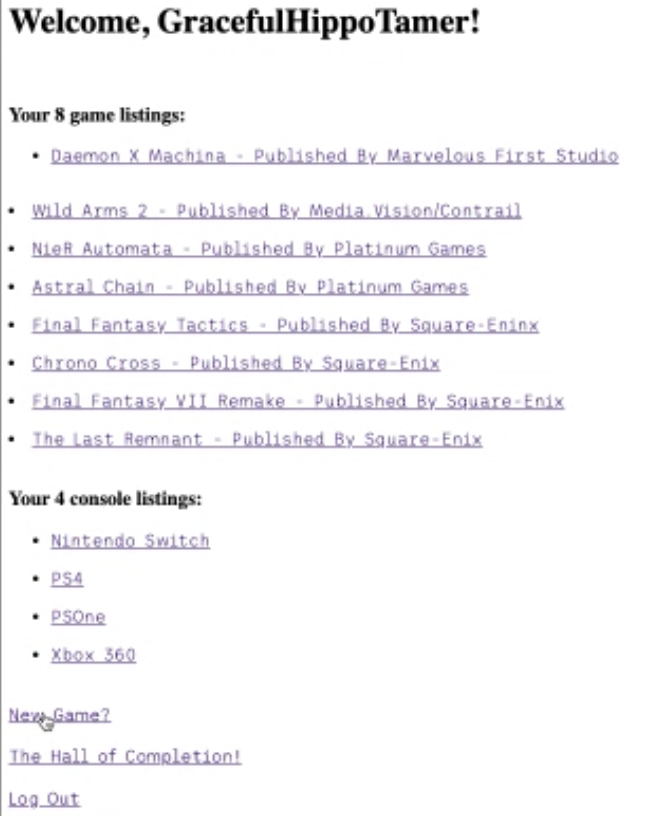 Welcome, GracefulHippoTamer!
Your 8 game listings:
Daemon X Machina - Published By Marvelous First Studio
Wild Arms 2 - Published By Media.Vision/Contrail
NieR Automata - Published By Platinum Games
Astral Chain - Published By Platinum Games
Final Fantasy Tactics - Published By Square-Eninx
Chrono Cross - Published By Square-Enix
Final Fantasy VII Remake - Published By Square-Enix
The Last Remnant - Published By Square-Enix
Your 4 console listings:
Nintendo Switch
PS4
PSOne
Xbox 360
New Game?
The Hall of Completion!
Log Out